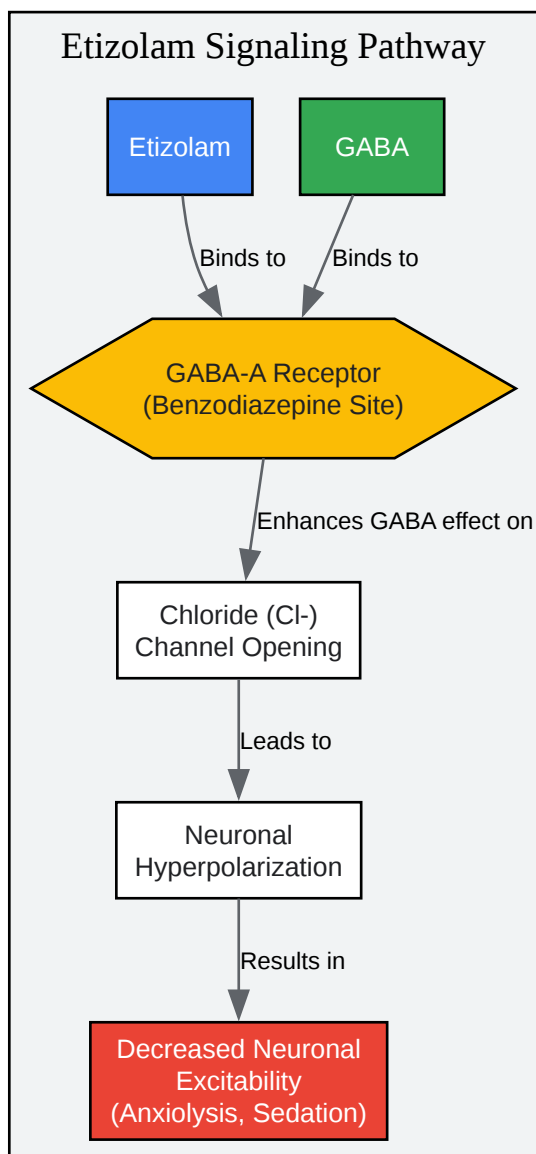 Etizolam Signaling Pathway
Etizolam
GABA
Binds to
Binds to
GABA-A Receptor
(Benzodiazepine Site)
Enhances GABA effect on
Chloride (Cl-)
Channel Opening
Leads to
Neuronal
Hyperpolarization
Results in
Decreased Neuronal
Excitability
(Anxiolysis, Sedation)